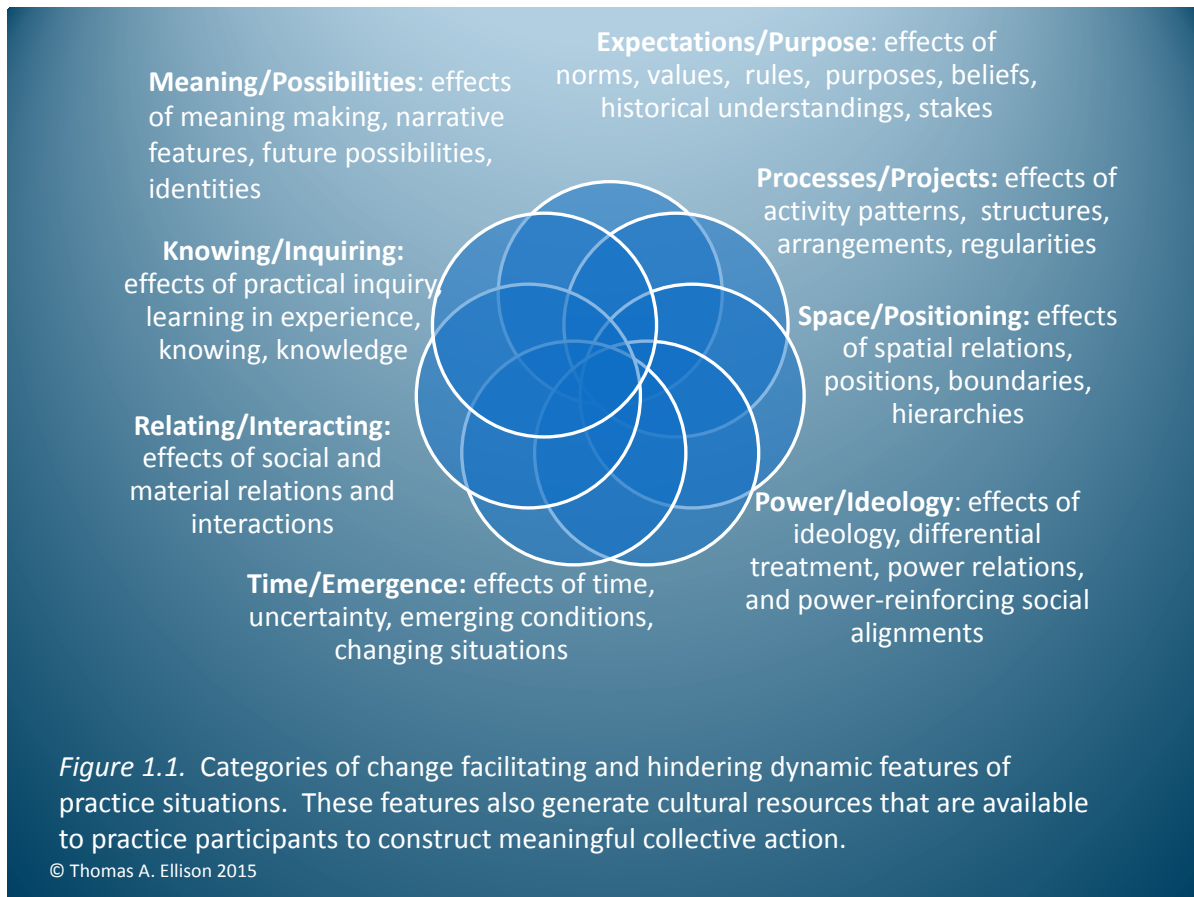 Expectations/Purpose: effects of
norms, values, rules, purposes, beliefs,
historical understandings, stakes
Meaning/Possibilities: effects
of meaning making, narrative
features, future possibilities,
identities
Processes/Projects: effects of
activity patterns, structures,
arrangements, regularities
Knowing/Inquiring:
effects of practical inquiry,
learning in experience,
knowing, knowledge
Space/Positioning: effects
of spatial relations,
positions, boundaries,
hierarchies
Relating/Interacting:
effects of social and
material relations and
interactions
Power/Ideology: effects of
ideology, differential
treatment, power relations,
and power-reinforcing social
alignments
Time/Emergence: effects of time,
uncertainty, emerging conditions,
changing situations
Figure 1.1. Categories of change facilitating and hindering dynamic features of
practice situations. These features also generate cultural resources that are available
to practice participants to construct meaningful collective action.
© Thomas A. Ellison 2015